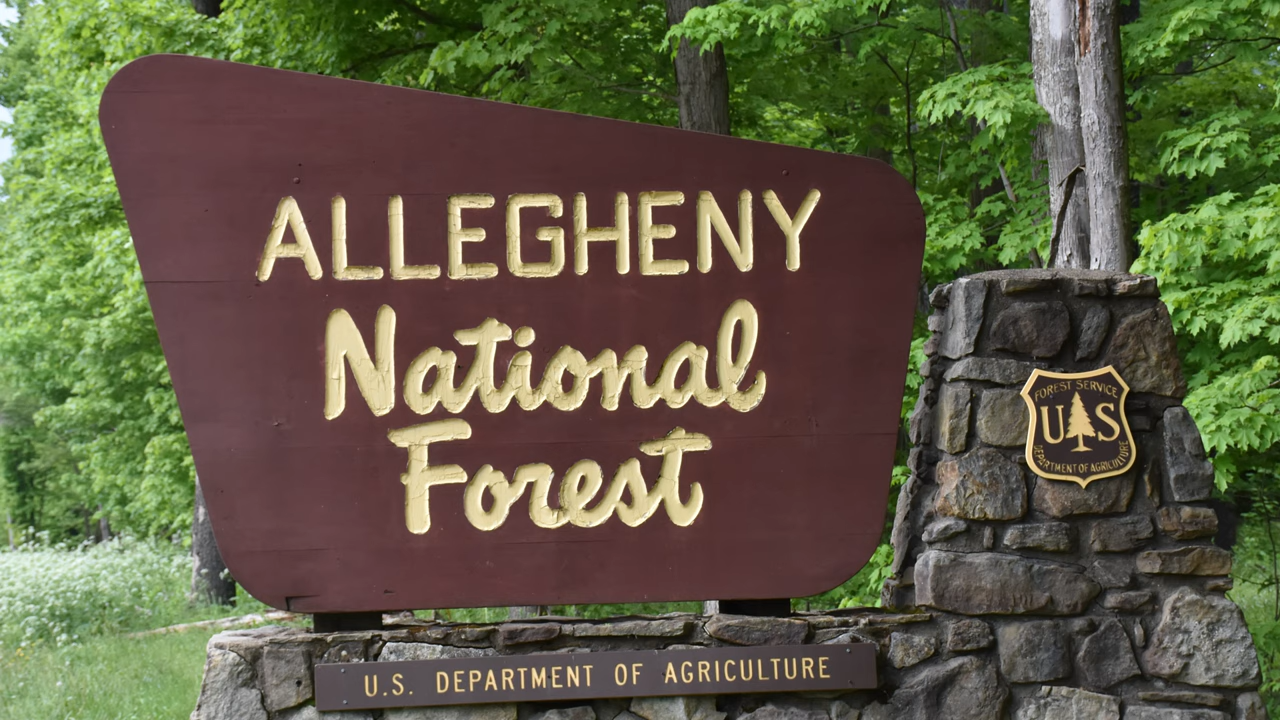 ALLEGHENY
National
Forest
FOREST SERVICE
U S
DEPARTMENT OF AGRICULTURE
U.S. DEPARTMENT OF AGRICULTURE